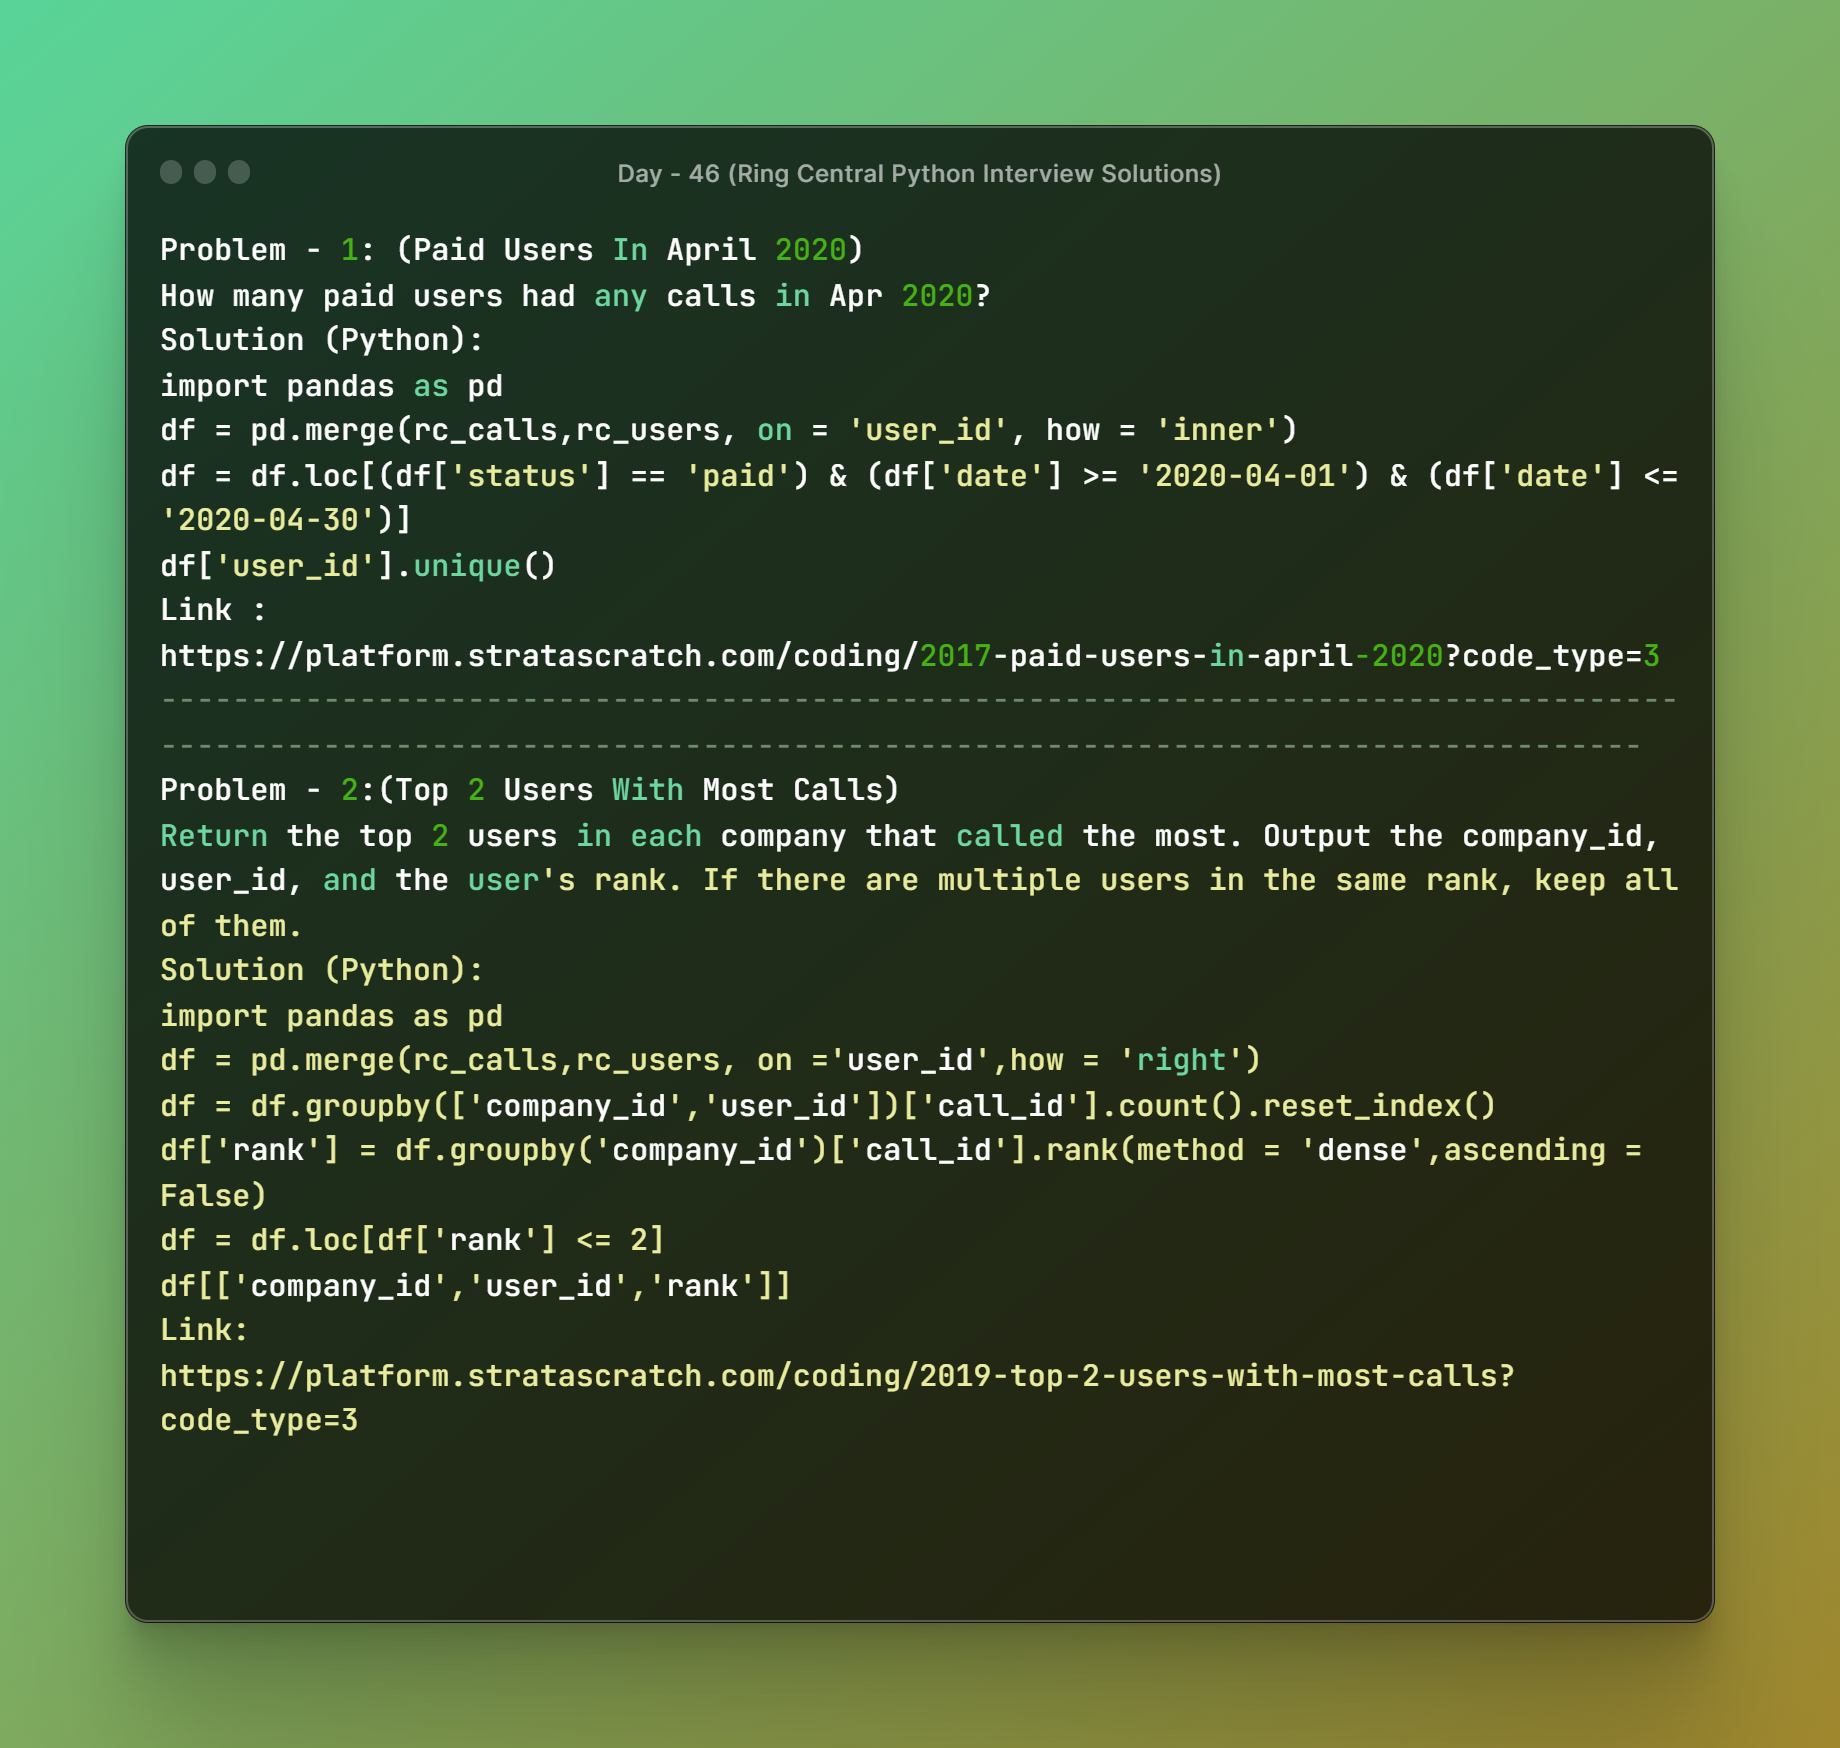 Day - 46 (Ring Central Python Interview Solutions)
Problem - 1: (Paid Users In April 2020)
How many paid users had any calls in Apr 2020?
Solution (Python):
import pandas as pd
df = pd.merge(rc_calls,rc_users, on = 'user_id', how = 'inner')
df = df.loc[(df['status'] == 'paid') & (df['date'] >= '2020-04-01') & (df['date'] <=
'2020-04-30')]
df['user_id'].unique()
Link :
https://platform.stratascratch.com/coding/2017-paid-users-in-april-2020?code_type=3
------------------------------------------------------------------------------------
----------------------------------------------------------------------------------
Problem - 2:(Top 2 Users With Most Calls)
Return the top 2 users in each company that called the most. Output the company_id,
user_id, and the user's rank. If there are multiple users in the same rank, keep all
of them.
Solution (Python):
import pandas as pd
df = pd.merge(rc_calls,rc_users, on ='user_id',how = 'right')
df = df.groupby(['company_id','user_id'])['call_id'].count().reset_index()
df['rank'] = df.groupby('company_id')['call_id'].rank(method = 'dense',ascending =
False)
df = df.loc[df['rank'] <= 2]
df[['company_id','user_id','rank']]
Link:
https://platform.stratascratch.com/coding/2019-top-2-users-with-most-calls?
code_type=3